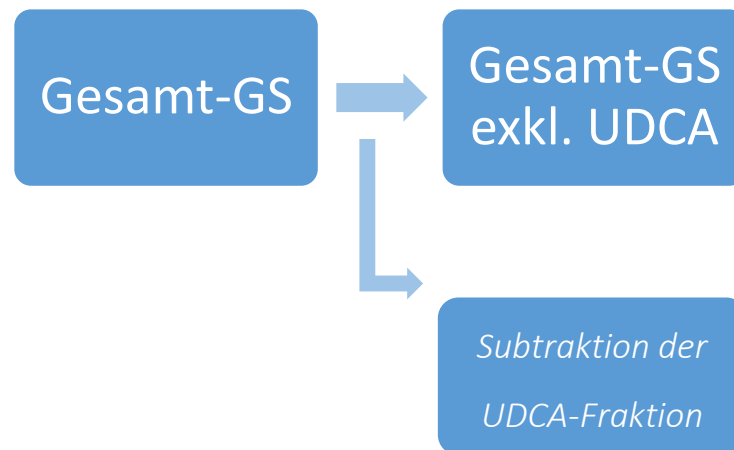 Gesamt-GS
Gesamt-GS
exkl. UDCA
Subtraktion der
UDCA-Fraktion